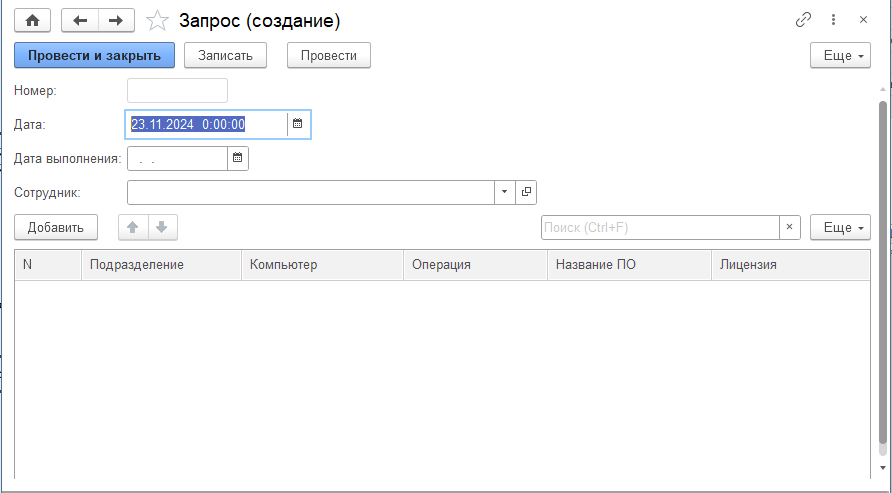 Запрос (создание)
Провести и закрыть Записать Провести Еще
Номер:
Дата: 23.11.2024 0:00:00
Дата выполнения: . .
Сотрудник:
Добавить Поиск (Ctrl+F) Еще
N Подразделение Компьютер Операция Название ПО Лицензия